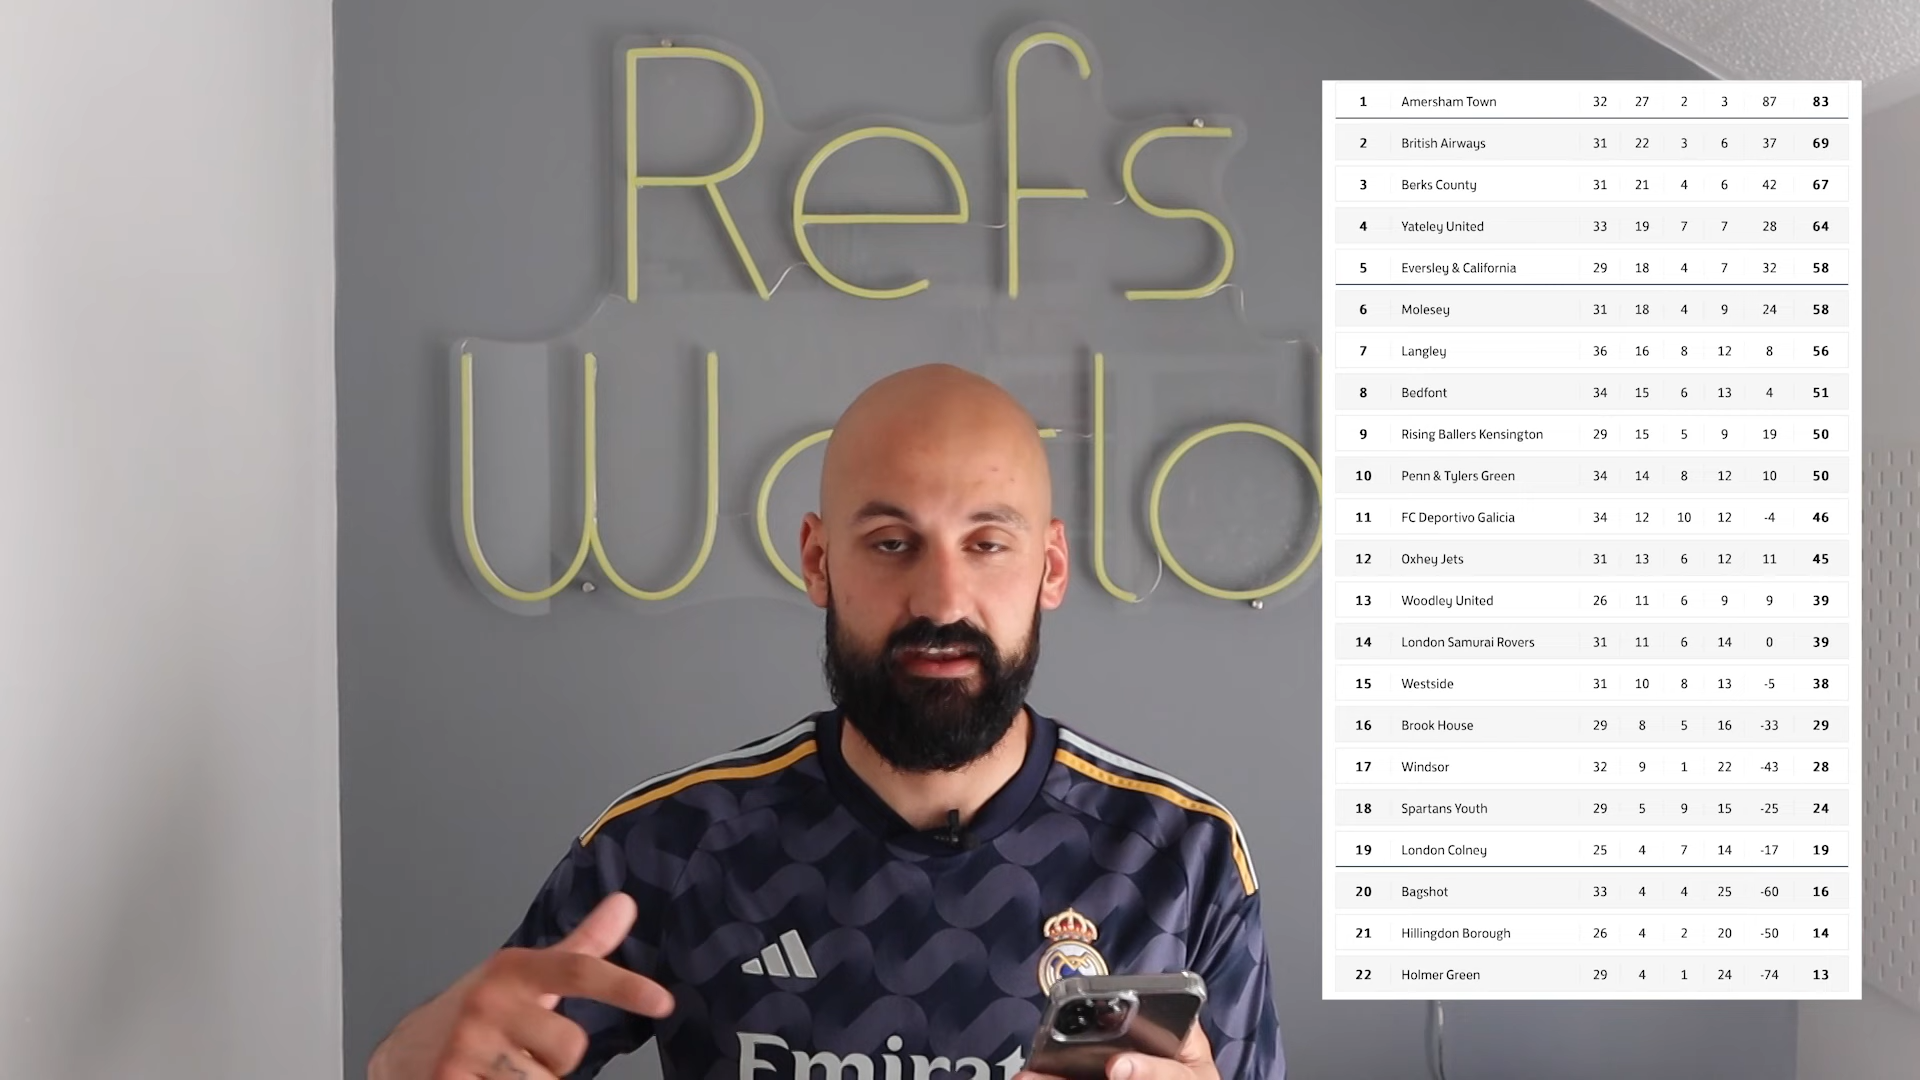 Refs
World
1 Amersham Town 32 27 2 3 87 83
2 British Airways 31 22 3 6 37 69
3 Berks County 31 21 4 6 42 67
4 Yateley United 33 19 7 7 28 64
5 Eversley & California 29 18 4 7 32 58
6 Molesey 31 18 4 9 24 58
7 Langley 36 16 8 12 8 56
8 Bedfont 34 15 6 13 4 51
9 Rising Ballers Kensington 29 15 5 9 19 50
10 Penn & Tylers Green 34 14 8 12 10 50
11 FC Deportivo Galicia 34 12 10 12 -4 46
12 Oxhey Jets 31 13 6 12 11 45
13 Woodley United 26 11 6 9 9 39
14 London Samurai Rovers 31 11 6 14 0 39
15 Westside 31 10 8 13 -5 38
16 Brook House 29 8 5 16 -33 29
17 Windsor 32 9 1 22 -43 28
18 Spartans Youth 29 5 9 15 -25 24
19 London Colney 25 4 7 14 -17 19
20 Bagshot 33 4 4 25 -60 16
21 Hillingdon Borough 26 4 2 20 -50 14
22 Holmer Green 29 4 1 24 -74 13
Emirat